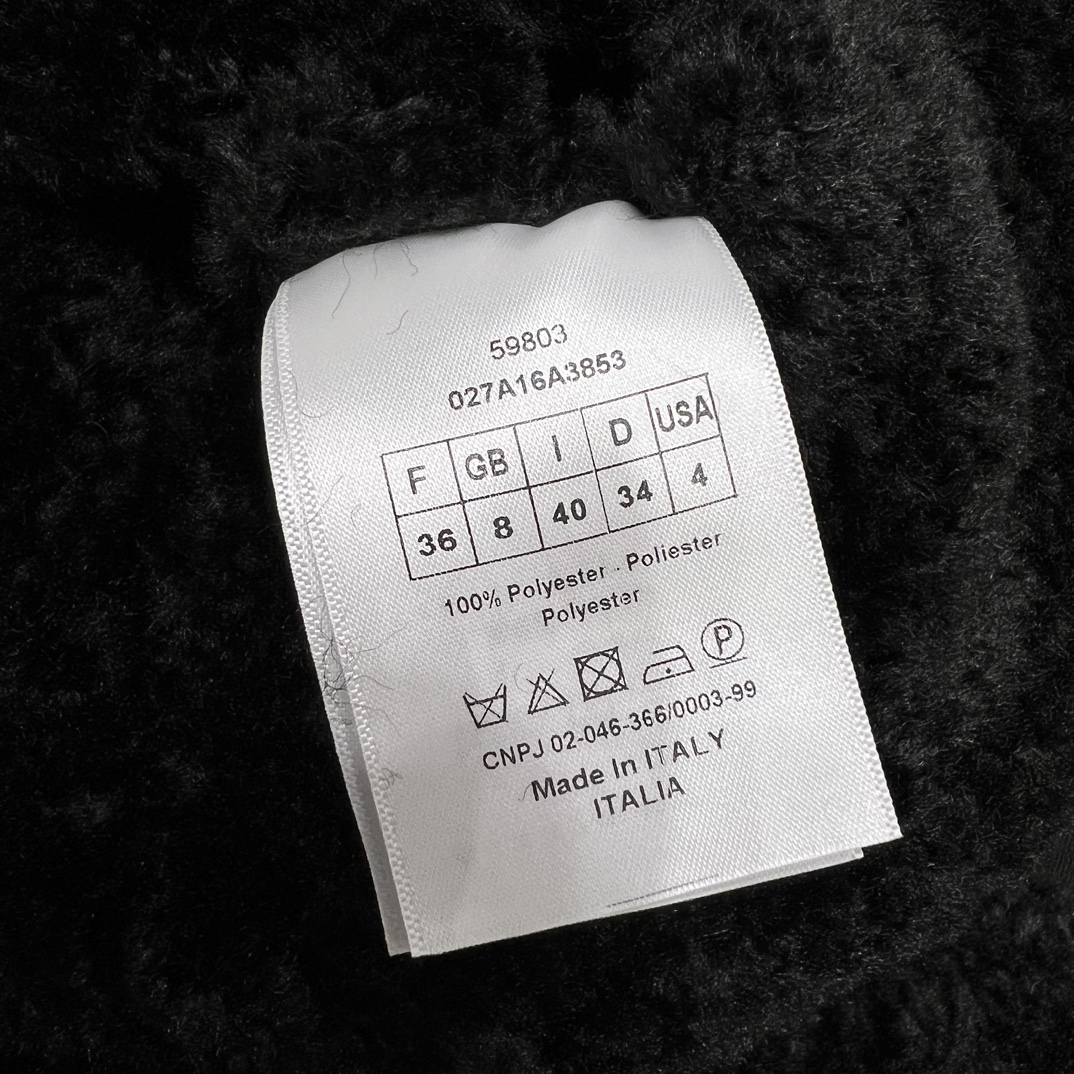 59803
027A16A3853
F GB I D USA
36 8 40 34 4
100% Polyester . Poliester
Polyester
P
CNPJ 02-046-366/0003-99
Made In ITALY
ITALIA